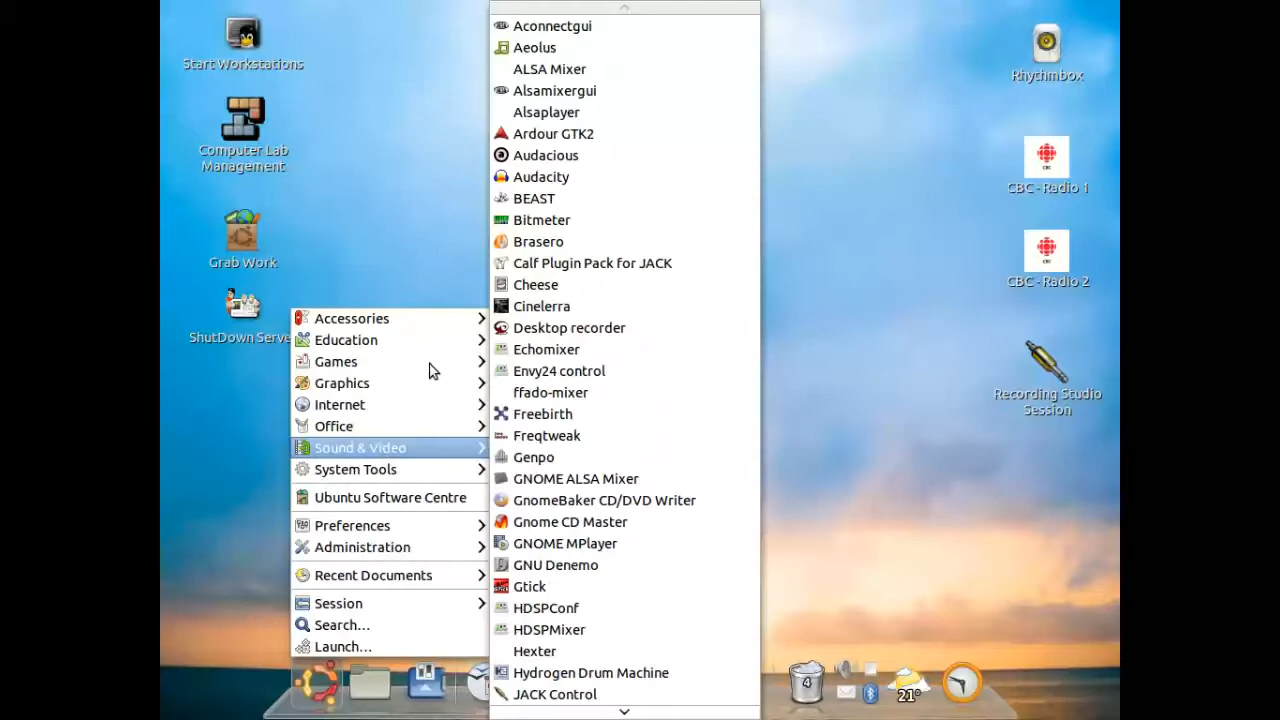 Start Workstations
Computer Lab
Management
Grab Work
ShutDown Serve
Accessories
Education
Games
Graphics
Internet
Office
Sound & Video
System Tools
Ubuntu Software Centre
Preferences
Administration
Recent Documents
Session
Search...
Launch...
Aconnectgui
Aeolus
ALSA Mixer
Alsamixergui
Alsaplayer
Ardour GTK2
Audacious
Audacity
BEAST
Bitmeter
Brasero
Calf Plugin Pack for JACK
Cheese
Cinelerra
Desktop recorder
Echomixer
Envy24 control
ffado-mixer
Freebirth
Freqtweak
Genpo
GNOME ALSA Mixer
GnomeBaker CD/DVD Writer
Gnome CD Master
GNOME MPlayer
GNU Denemo
Gtick
HDSPConf
HDSPMixer
Hexter
Hydrogen Drum Machine
JACK Control
Rhythmbox
CBC - Radio 1
CBC - Radio 2
Recording Studio
Session
4
21°